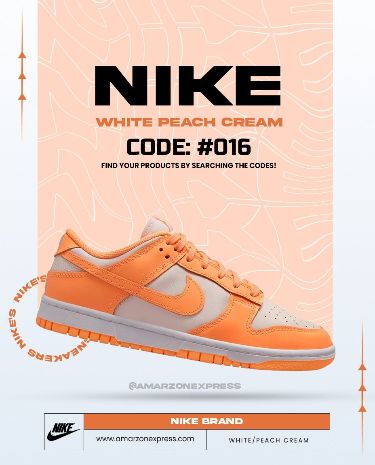 NIKE
WHITE PEACH CREAM
CODE: #016
FIND YOUR PRODUCTS BY SEARCHING THE CODES!
NIKE'S
SNEAKERS NIKE'S
@AMARZONEXPRESS
NIKE
NIKE BRAND
www.amarzonexpress.com
WHITE/PEACH CREAM